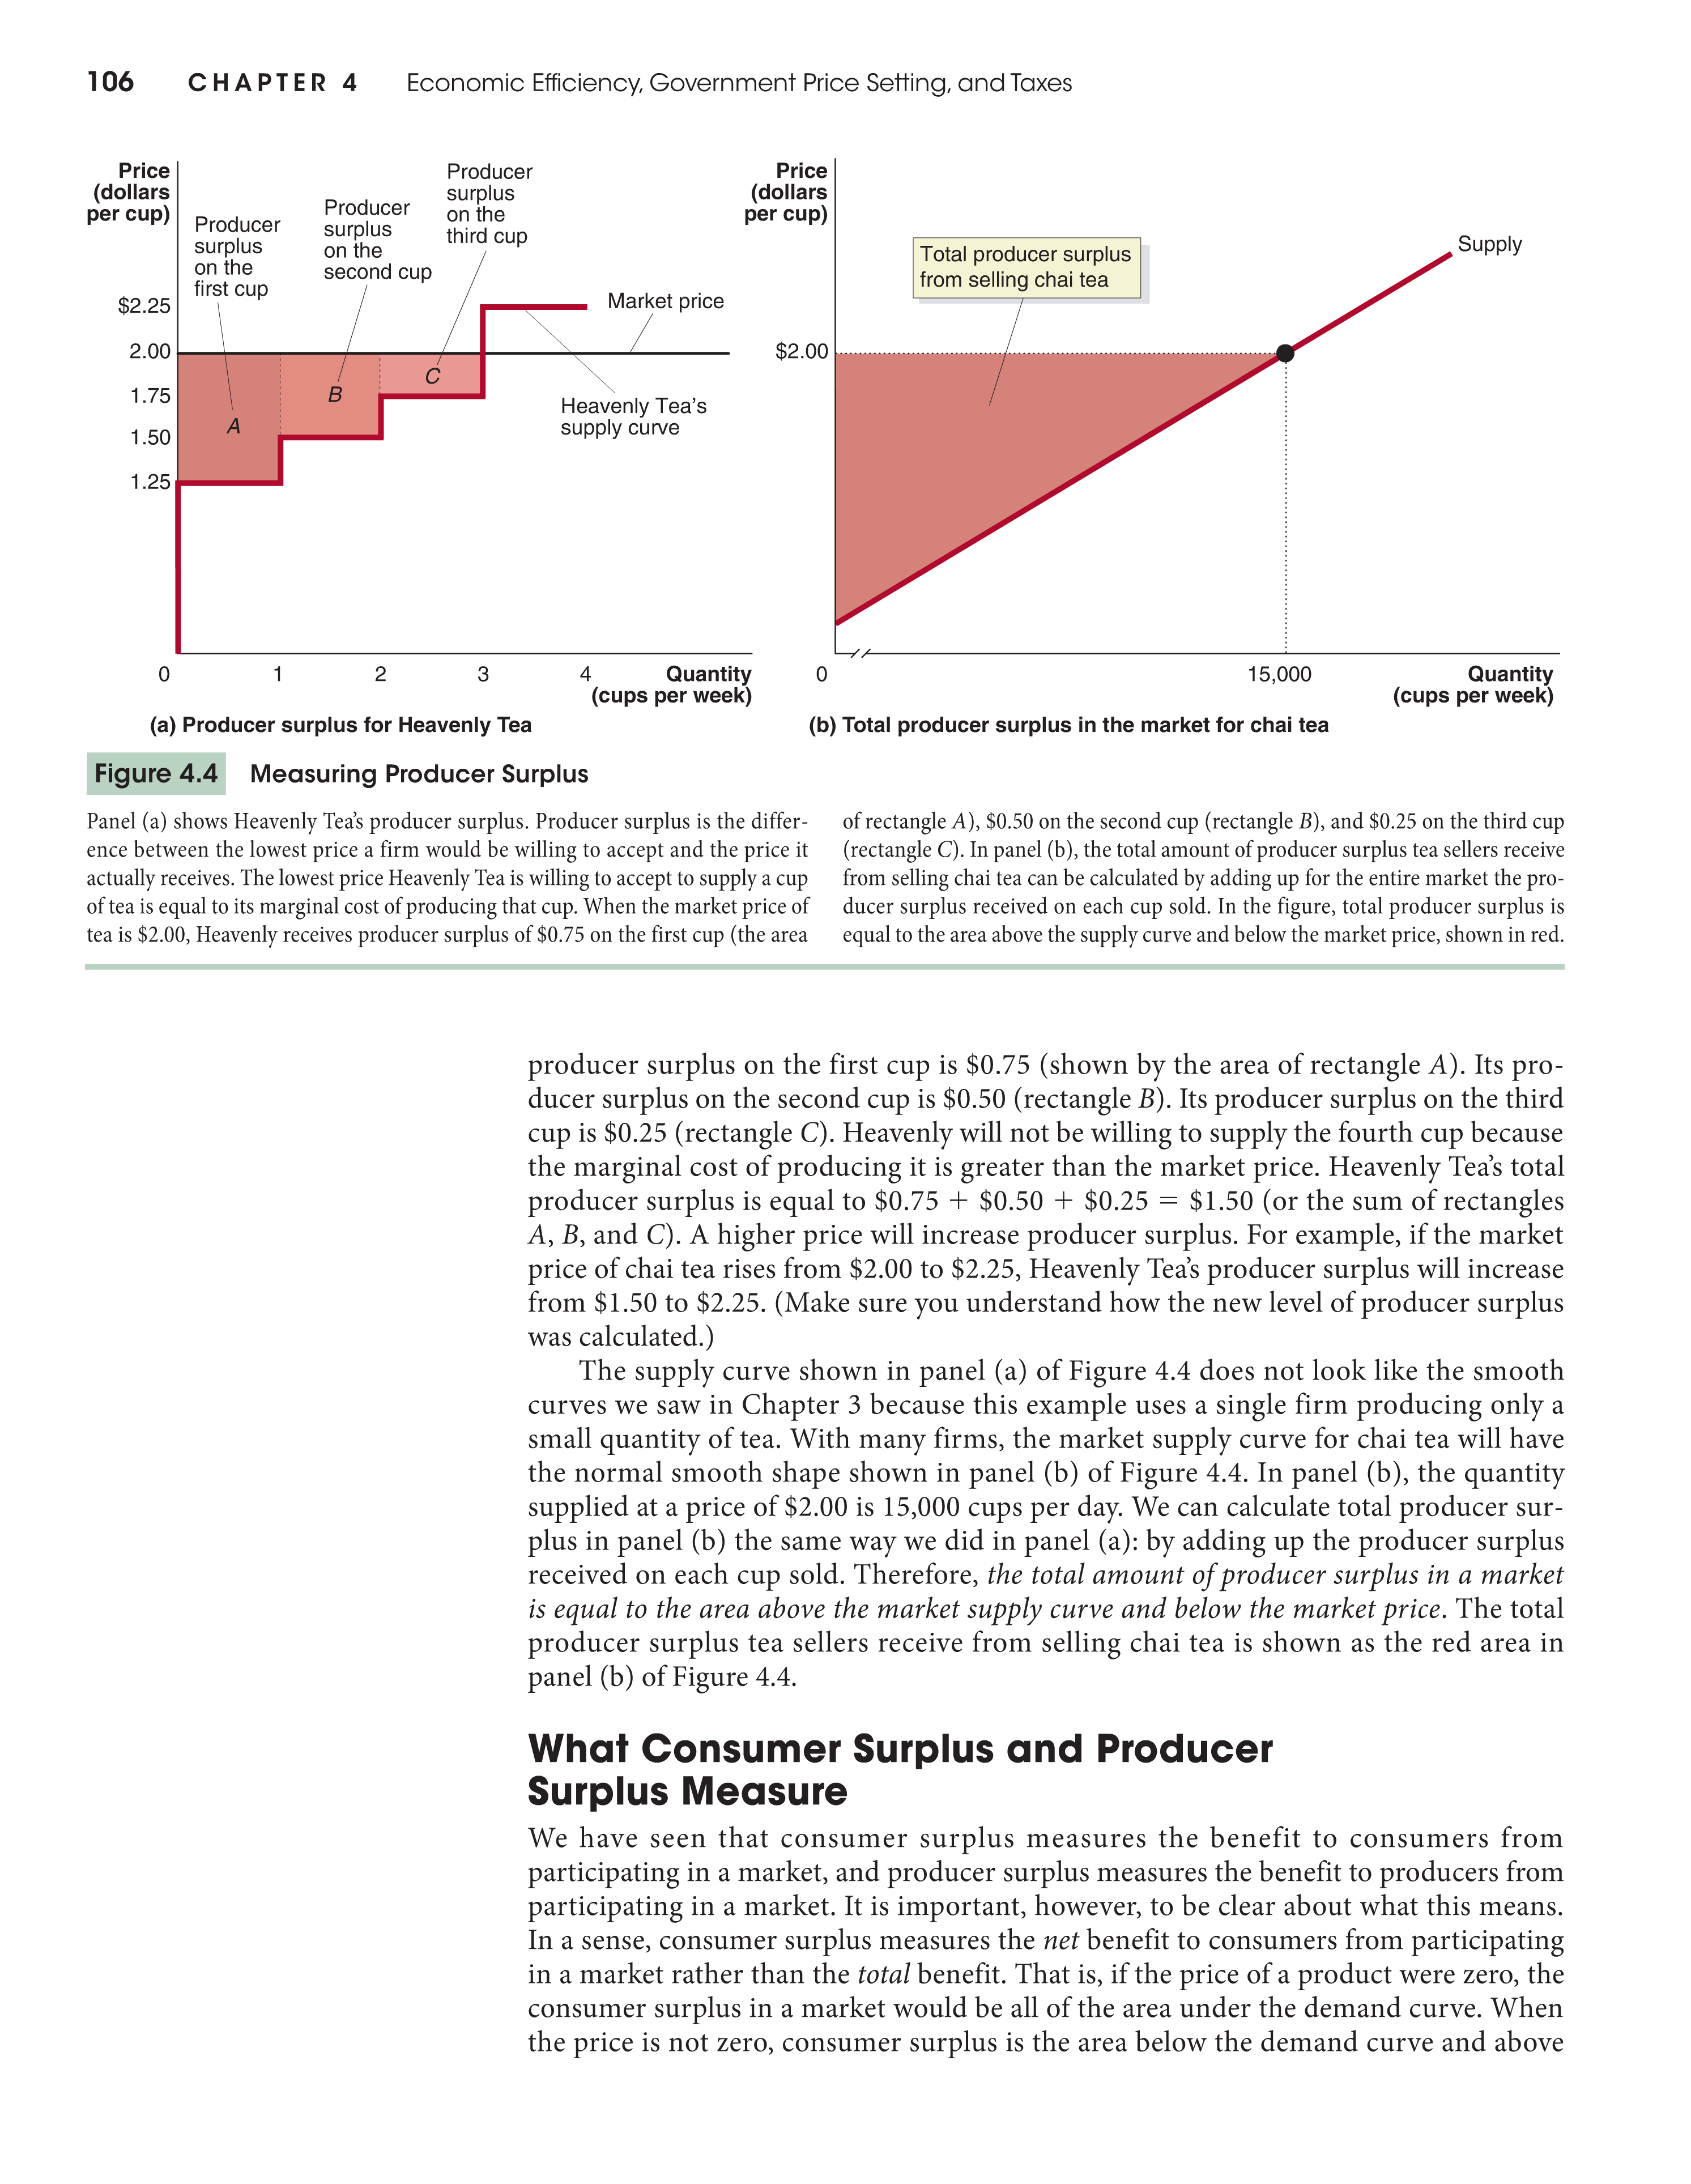 106 CHAPTER 4 Economic Efficiency, Government Price Setting, and Taxes
Price
(dollars
per cup)
Producer
surplus
on the
first cup
Producer
surplus
on the
second cup
Producer
surplus
on the
third cup
$2.25
2.00
1.75
1.50
1.25
A
B
C
Market price
Heavenly Tea's
supply curve
0 1 2 3 4 Quantity
(cups per week)
(a) Producer surplus for Heavenly Tea
Price
(dollars
per cup)
Total producer surplus
from selling chai tea
Supply
$2.00
0 15,000 Quantity
(cups per week)
(b) Total producer surplus in the market for chai tea
Figure 4.4 Measuring Producer Surplus
Panel (a) shows Heavenly Tea's producer surplus. Producer surplus is the differ-
ence between the lowest price a firm would be willing to accept and the price it
actually receives. The lowest price Heavenly Tea is willing to accept to supply a cup
of tea is equal to its marginal cost of producing that cup. When the market price of
tea is $2.00, Heavenly receives producer surplus of $0.75 on the first cup (the area
of rectangle A), $0.50 on the second cup (rectangle B), and $0.25 on the third cup
(rectangle C). In panel (b), the total amount of producer surplus tea sellers receive
from selling chai tea can be calculated by adding up for the entire market the pro-
ducer surplus received on each cup sold. In the figure, total producer surplus is
equal to the area above the supply curve and below the market price, shown in red.
producer surplus on the first cup is $0.75 (shown by the area of rectangle A). Its pro-
ducer surplus on the second cup is $0.50 (rectangle B). Its producer surplus on the third
cup is $0.25 (rectangle C). Heavenly will not be willing to supply the fourth cup because
the marginal cost of producing it is greater than the market price. Heavenly Tea's total
producer surplus is equal to $0.75 + $0.50 + $0.25 = $1.50 (or the sum of rectangles
A, B, and C). A higher price will increase producer surplus. For example, if the market
price of chai tea rises from $2.00 to $2.25, Heavenly Tea's producer surplus will increase
from $1.50 to $2.25. (Make sure you understand how the new level of producer surplus
was calculated.)
The supply curve shown in panel (a) of Figure 4.4 does not look like the smooth
curves we saw in Chapter 3 because this example uses a single firm producing only a
small quantity of tea. With many firms, the market supply curve for chai tea will have
the normal smooth shape shown in panel (b) of Figure 4.4. In panel (b), the quantity
supplied at a price of $2.00 is 15,000 cups per day. We can calculate total producer sur-
plus in panel (b) the same way we did in panel (a): by adding up the producer surplus
received on each cup sold. Therefore, the total amount of producer surplus in a market
is equal to the area above the market supply curve and below the market price. The total
producer surplus tea sellers receive from selling chai tea is shown as the red area in
panel (b) of Figure 4.4.
What Consumer Surplus and Producer
Surplus Measure
We have seen that consumer surplus measures the benefit to consumers from
participating in a market, and producer surplus measures the benefit to producers from
participating in a market. It is important, however, to be clear about what this means.
In a sense, consumer surplus measures the net benefit to consumers from participating
in a market rather than the total benefit. That is, if the price of a product were zero, the
consumer surplus in a market would be all of the area under the demand curve. When
the price is not zero, consumer surplus is the area below the demand curve and above